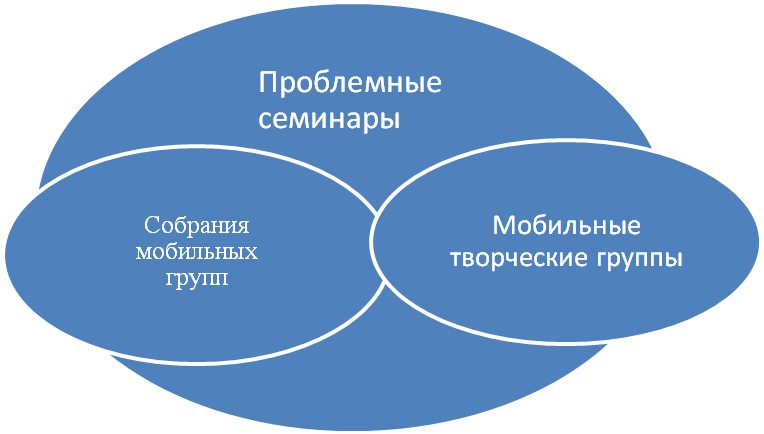 Проблемные
семинары
Собрания
мобильных
групп
Мобильные
творческие группы